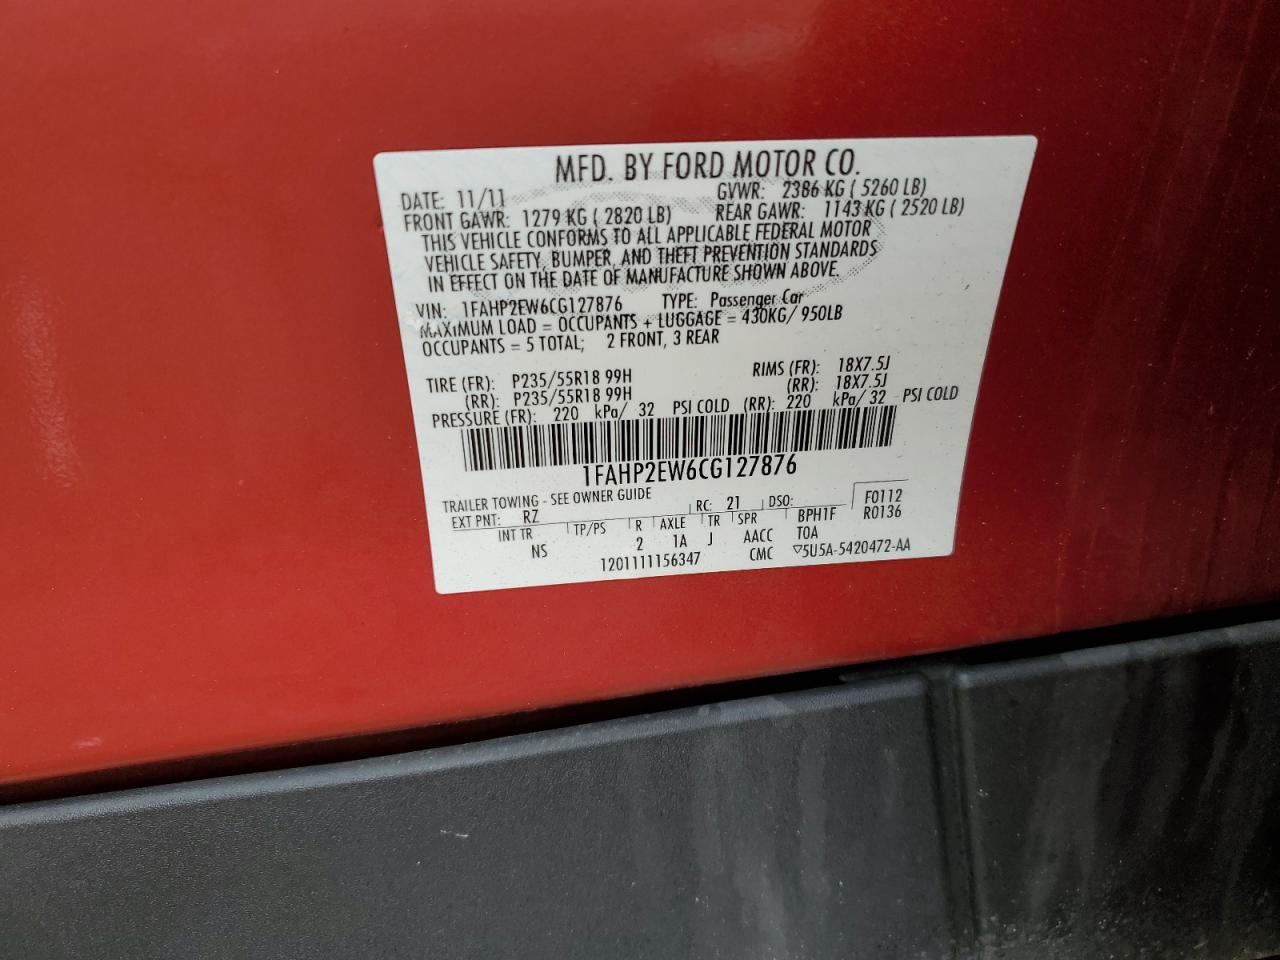 MFD. BY FORD MOTOR CO.
DATE: 11/11 GVWR: 2386 KG ( 5260 LB)
FRONT GAWR: 1279 KG ( 2820 LB) REAR GAWR: 1143 KG ( 2520 LB)
THIS VEHICLE CONFORMS TO ALL APPLICABLE FEDERAL MOTOR
VEHICLE SAFETY, BUMPER, AND THEFT PREVENTION STANDARDS
IN EFFECT ON THE DATE OF MANUFACTURE SHOWN ABOVE.
VIN: 1FAHP2EW6CG127876 TYPE: Passenger Car
MAXIMUM LOAD = OCCUPANTS + LUGGAGE = 430KG/ 950LB
OCCUPANTS = 5 TOTAL; 2 FRONT, 3 REAR
TIRE (FR): P235/55R18 99H RIMS (FR): 18X7.5J
(RR): P235/55R18 99H (RR): 18X7.5J
PRESSURE (FR): 220 kPa/ 32 PSI COLD (RR): 220 kPa/ 32 PSI COLD
1FAHP2EW6CG127876
TRAILER TOWING - SEE OWNER GUIDE
EXT PNT: RZ RC: 21 DSO: F0112
INT TR TP/PS R AXLE TR SPR BPH1F R0136
NS 2 1A J AACC TOA
1201111156347 CMC ▽5U5A-5420472-AA